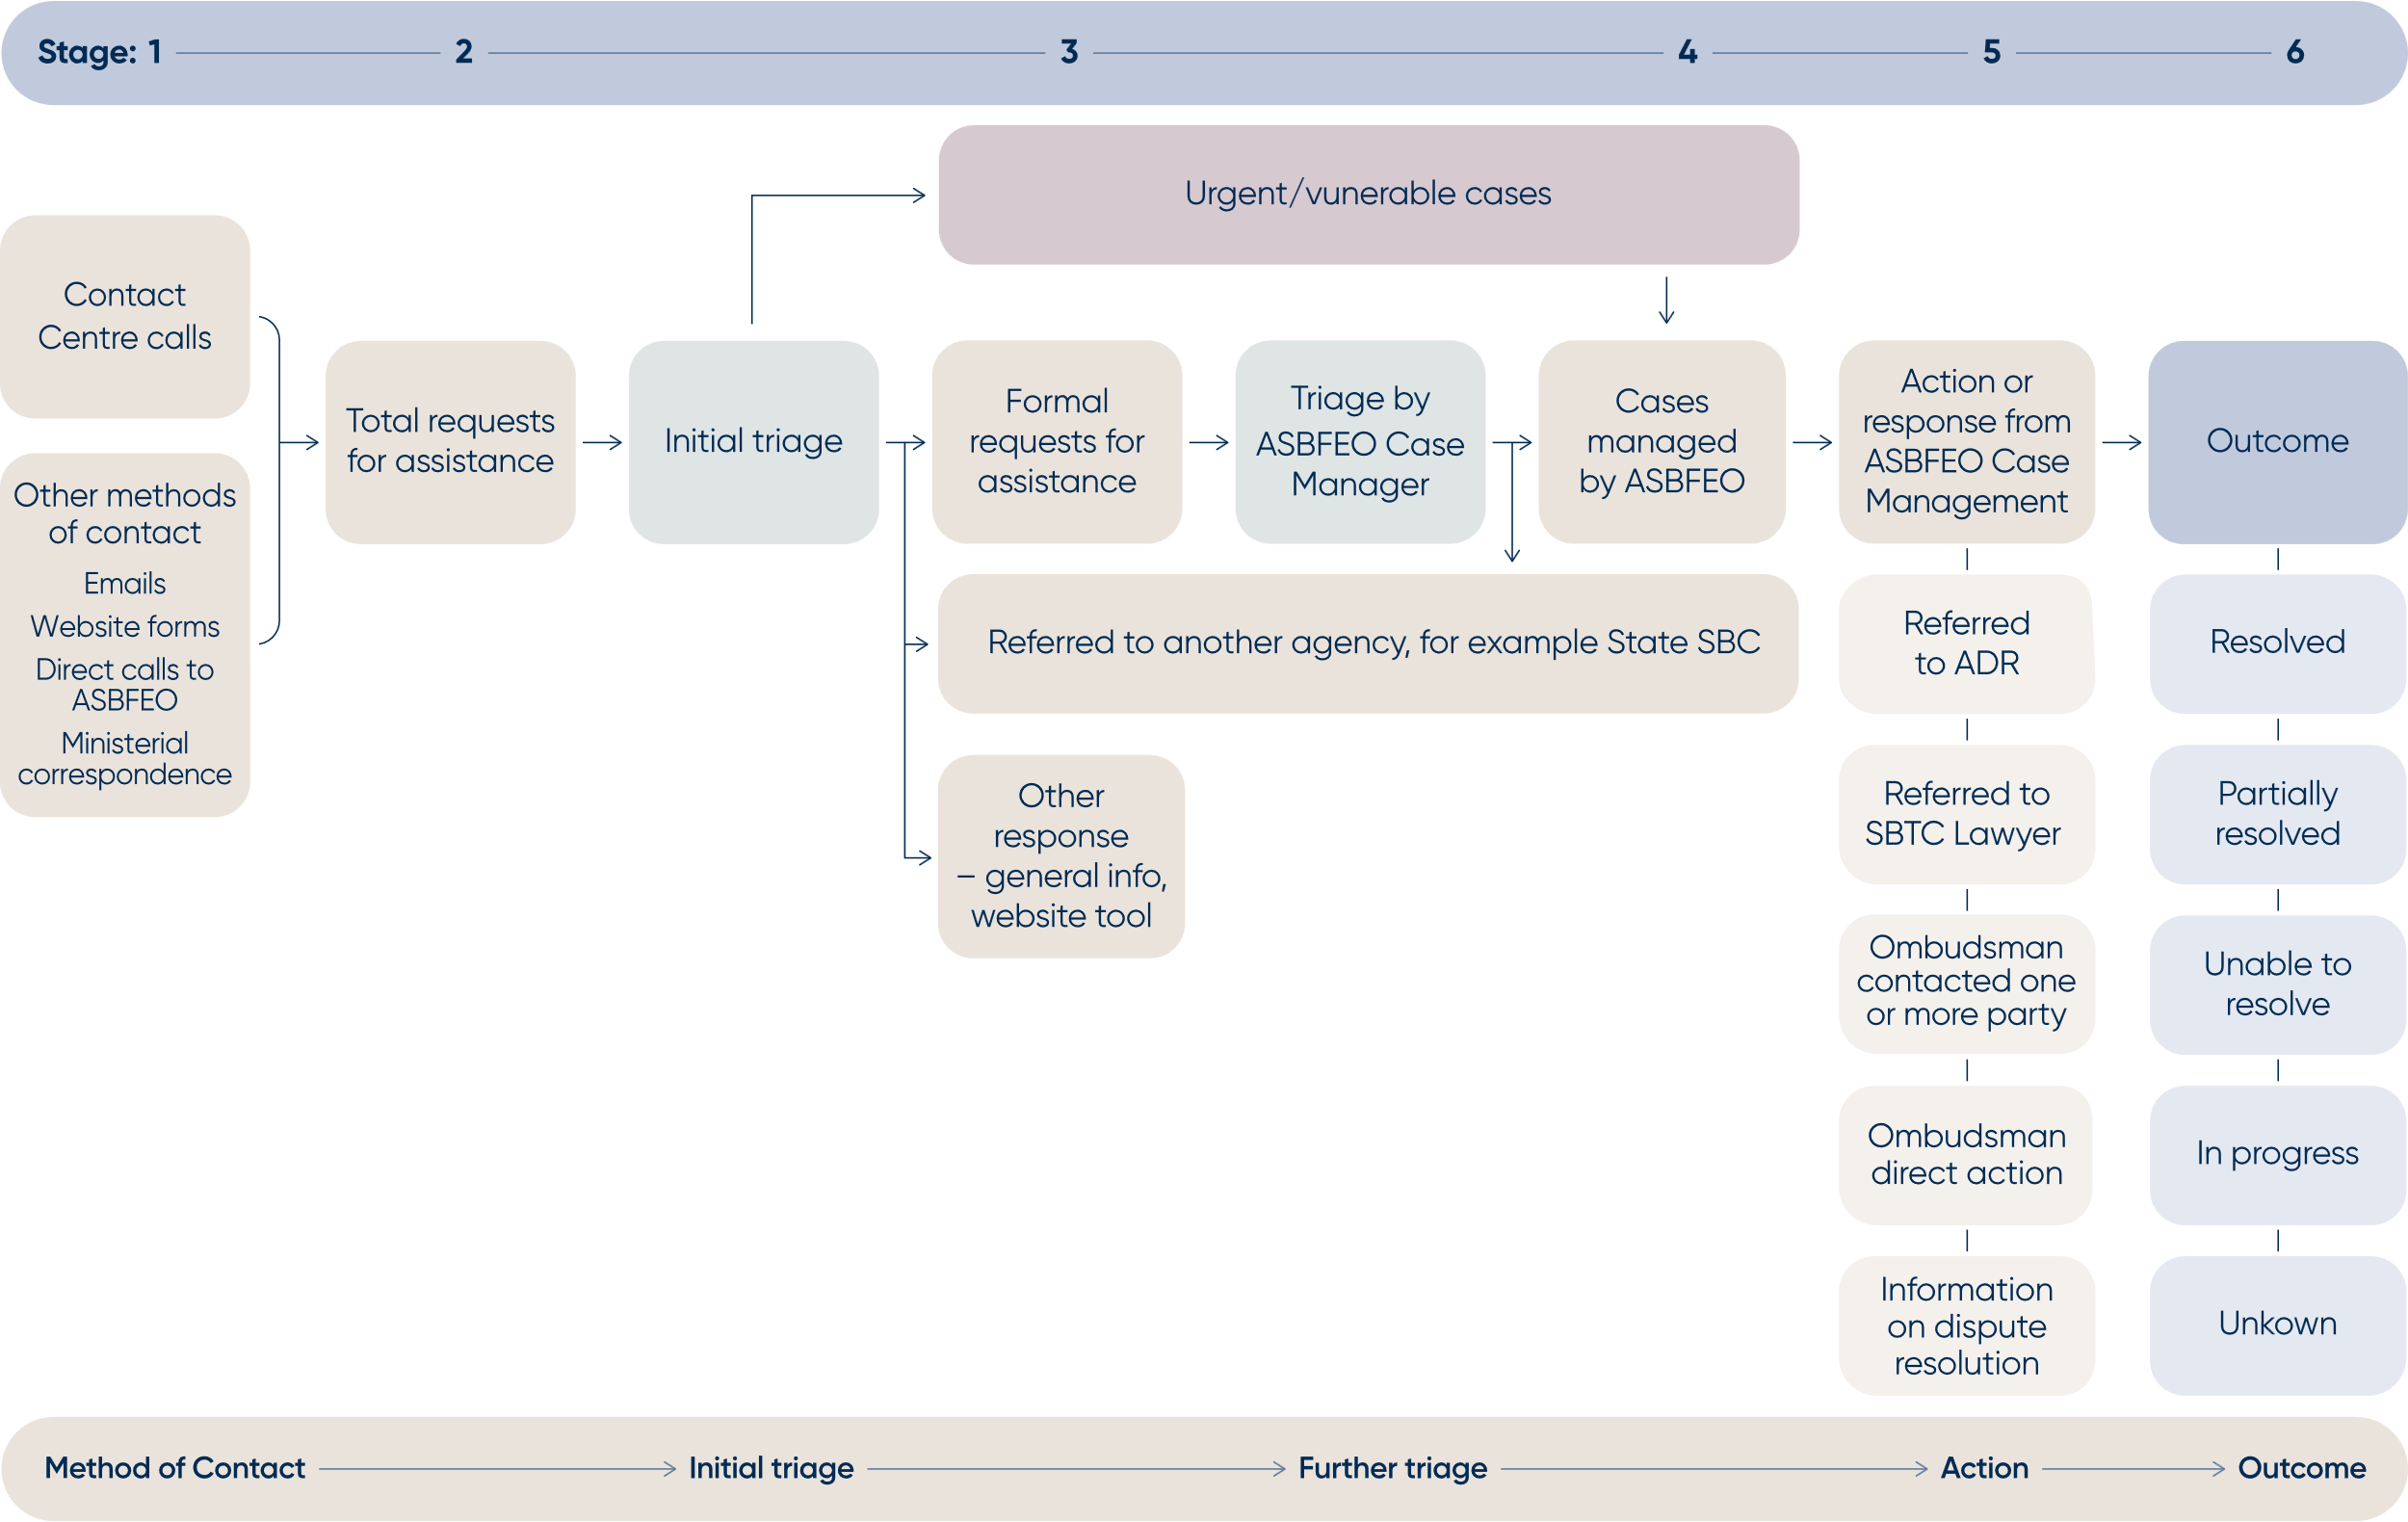 Stage: 1 2 3 4 5 6
Urgent/vunerable cases
Contact
Centre calls
Other methods
of contact
Emails
Website forms
Direct calls to
ASBFEO
Ministerial
correspondence
Total requests
for assistance
Initial triage
Formal
requests for
assistance
Triage by
ASBFEO Case
Manager
Cases
managed
by ASBFEO
Referred to another agency, for example State SBC
Other
response
– general info,
website tool
Action or
response from
ASBFEO Case
Management
Referred
to ADR
Referred to
SBTC Lawyer
Ombudsman
contacted one
or more party
Ombudsman
direct action
Information
on dispute
resolution
Outcome
Resolved
Partially
resolved
Unable to
resolve
In progress
Unkown
Method of Contact Initial triage Further triage Action Outcome